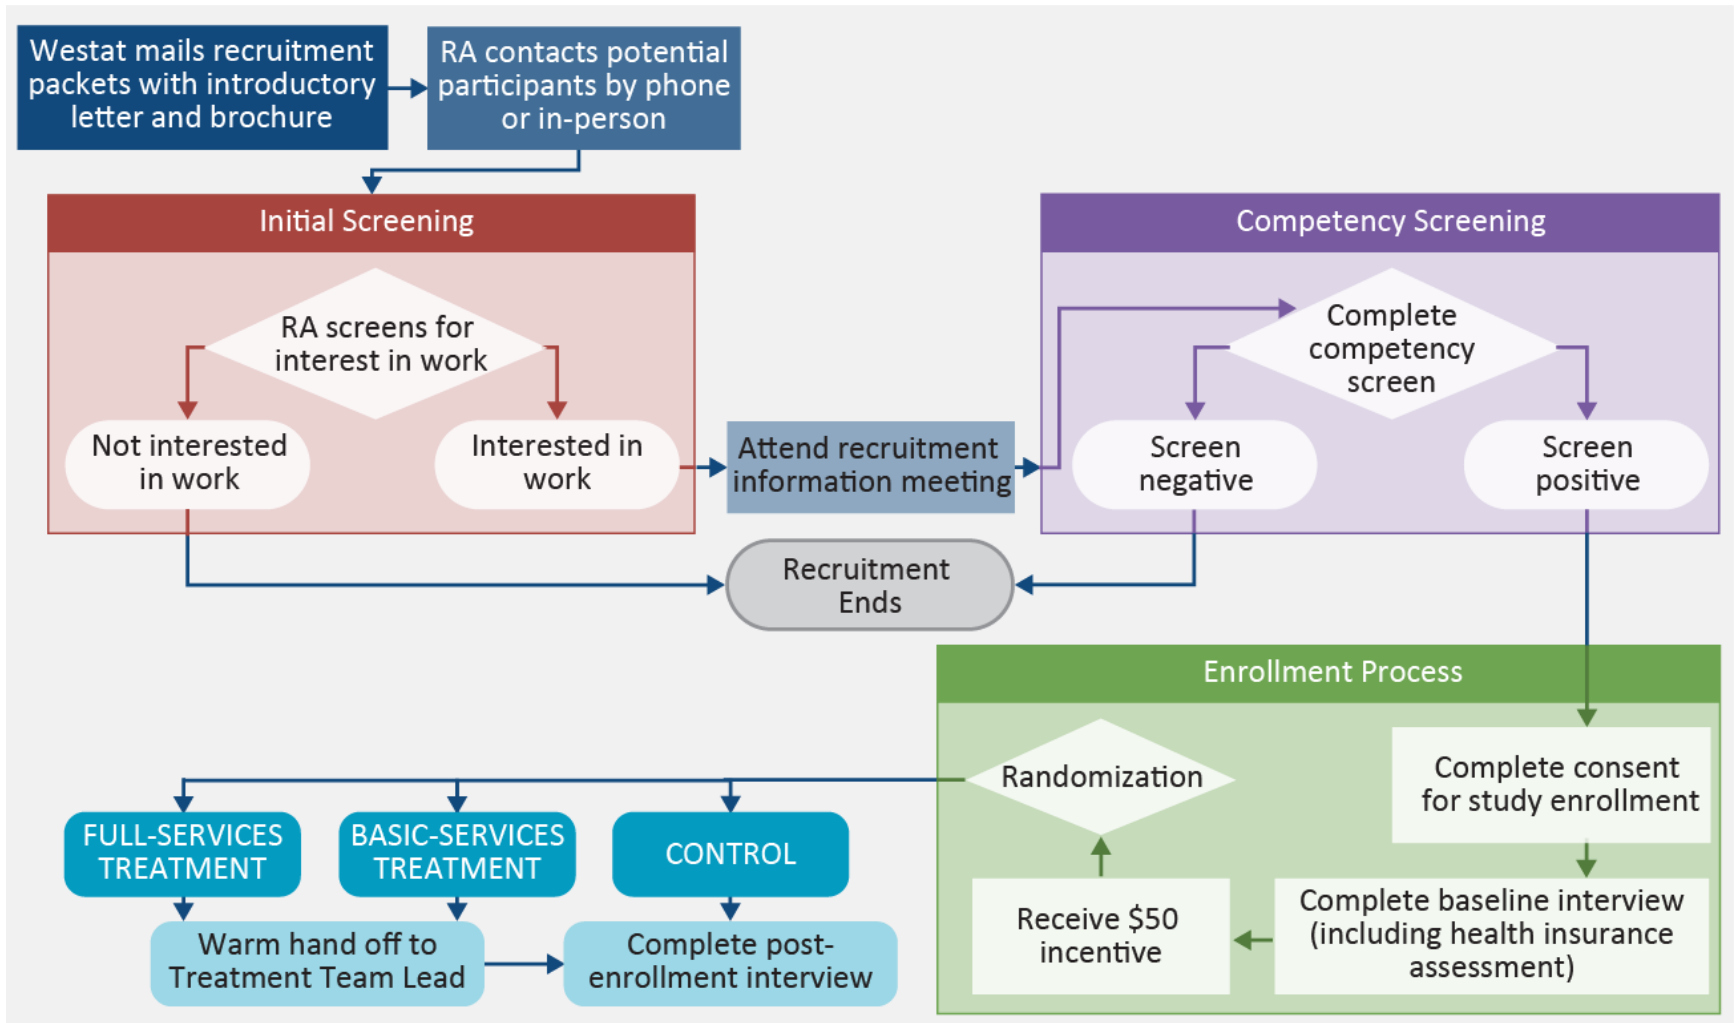 Westat mails recruitment
packets with introductory
letter and brochure
RA contacts potential
participants by phone
or in-person
Initial Screening
RA screens for
interest in work
Not interested
in work
Interested in
work
Attend recruitment
information meeting
Competency Screening
Complete
competency
screen
Screen
negative
Screen
positive
Recruitment
Ends
Enrollment Process
Complete consent
for study enrollment
Complete baseline interview
(including health insurance
assessment)
Receive $50
incentive
Randomization
FULL-SERVICES
TREATMENT
BASIC-SERVICES
TREATMENT
CONTROL
Warm hand off to
Treatment Team Lead
Complete post-
enrollment interview